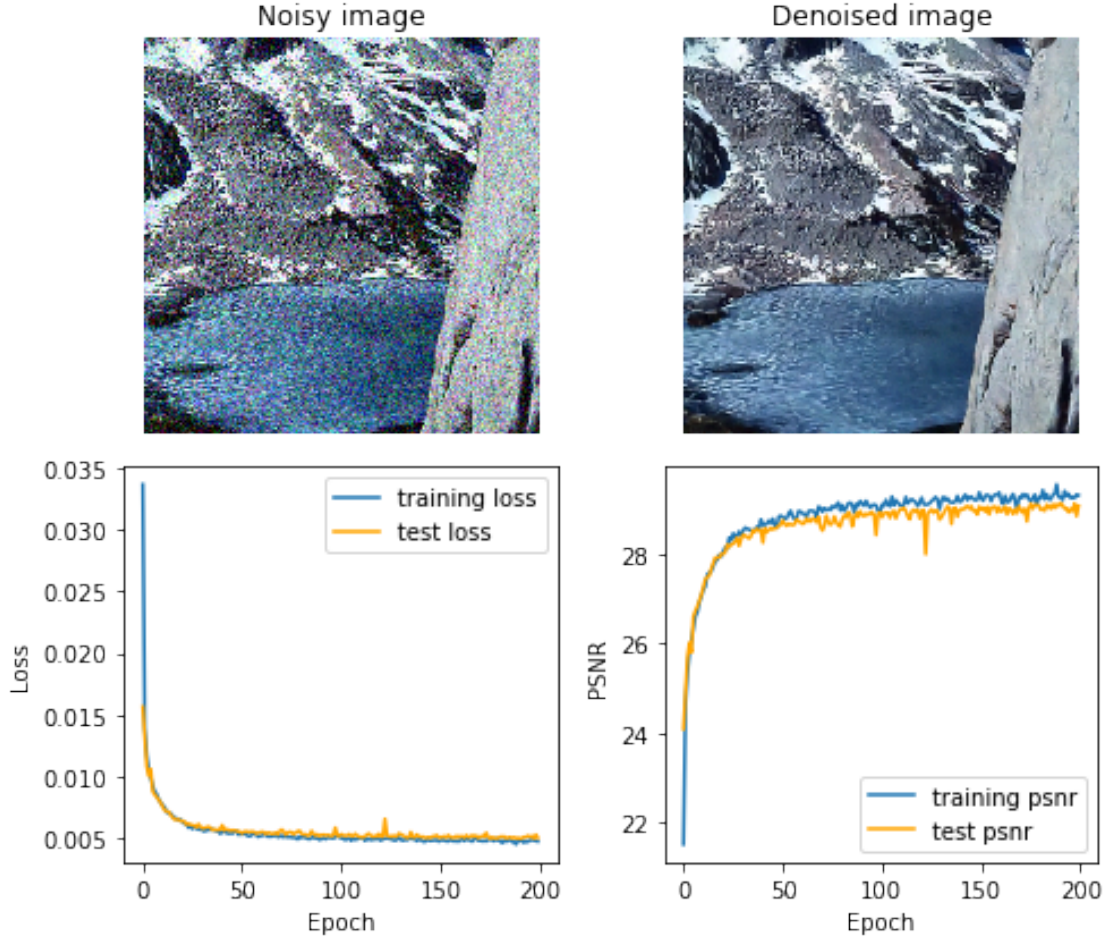 Noisy image
Denoised image
0.035
0.030
0.025
0.020
0.015
0.010
0.005
Loss
training loss
test loss
0
50
100
150
200
Epoch
28
26
24
22
PSNR
training psnr
test psnr
0
50
100
150
200
Epoch